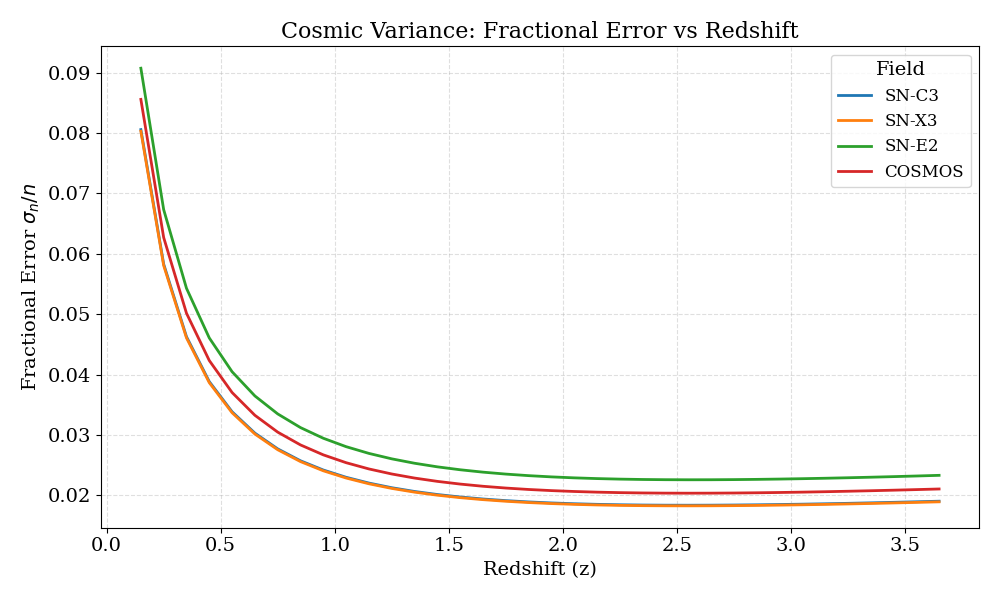 Cosmic Variance: Fractional Error vs Redshift
Fractional Error σn/n
0.09
0.08
0.07
0.06
0.05
0.04
0.03
0.02
0.0 0.5 1.0 1.5 2.0 2.5 3.0 3.5
Redshift (z)
Field
SN-C3
SN-X3
SN-E2
COSMOS